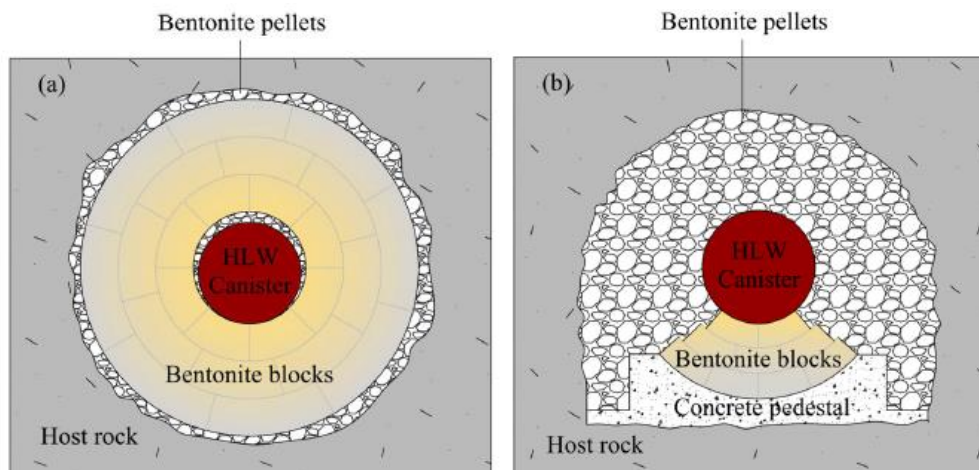 Bentonite pellets
(a)
HLW
Canister
Bentonite blocks
Host rock
Bentonite pellets
(b)
HLW
Canister
Bentonite blocks
Concrete pedestal
Host rock